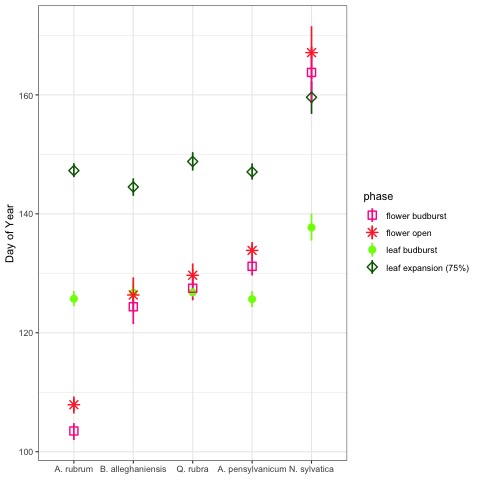 Day of Year
160
140
120
100
A. rubrum B. alleghaniensis Q. rubra A. pensylvanicum N. sylvatica
phase
flower budburst
flower open
leaf budburst
leaf expansion (75%)